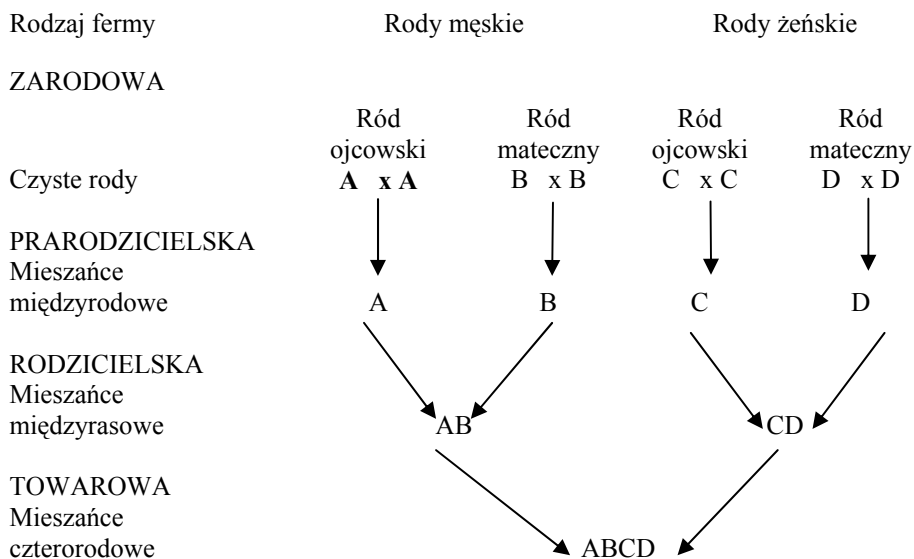 Rodzaj fermy Rody męskie Rody żeńskie
ZARODOWA
Ród Ród Ród Ród
ojcowski mateczny ojcowski mateczny
Czyste rody A x A B x B C x C D x D
PRARODZICIELSKA
Mieszańce
międzyrodowe A B C D
RODZICIELSKA
Mieszańce
międzyrasowe AB CD
TOWAROWA
Mieszańce
czterorodowe ABCD